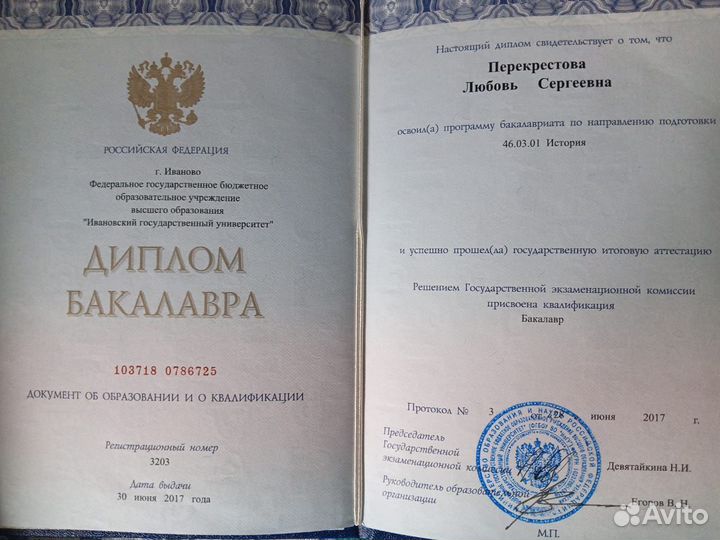 РОССИЙСКАЯ ФЕДЕРАЦИЯ
г. Иваново
Федеральное государственное бюджетное
образовательное учреждение
высшего образования
"Ивановский государственный университет"
ДИПЛОМ
БАКАЛАВРА
103718 0786725
ДОКУМЕНТ ОБ ОБРАЗОВАНИИ И О КВАЛИФИКАЦИИ
Регистрационный номер
3203
Дата выдачи
30 июня 2017 года
Настоящий диплом свидетельствует о том, что
Перекрестова
Любовь Сергеевна
освоил(а) программу бакалавриата по направлению подготовки
46.03.01 История
и успешно прошел(ла) государственную итоговую аттестацию
Решением Государственной экзаменационной комиссии
присвоена квалификация
Бакалавр
Протокол № 3 от июня 2017 г.
Председатель
Государственной
экзаменационной комиссии Девятайкина Н.И.
Руководитель образовательной
организации Егоров В.Н.
М.П.
Avito